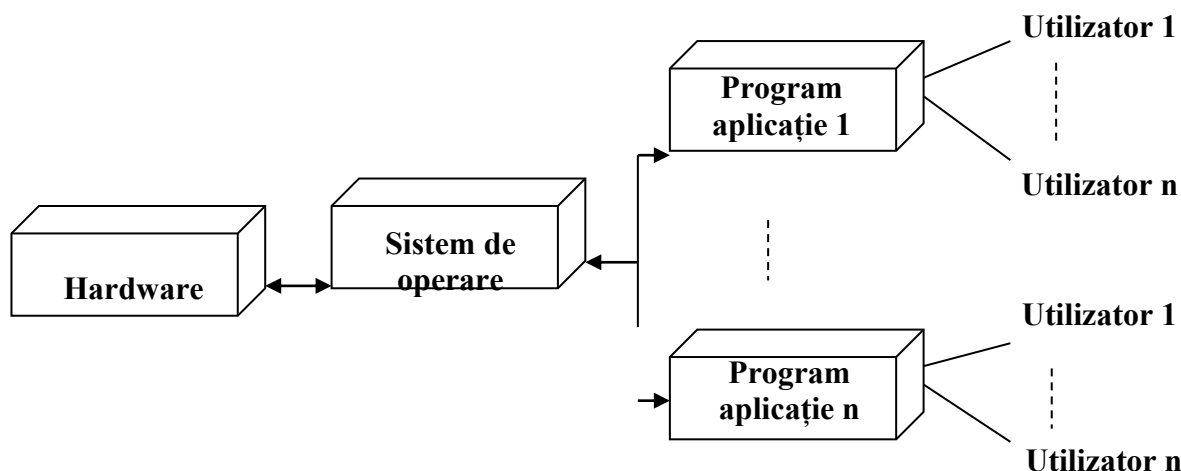 Hardware
Sistem de
operare
Program
aplicație 1
Utilizator 1
Utilizator n
Program
aplicație n
Utilizator 1
Utilizator n